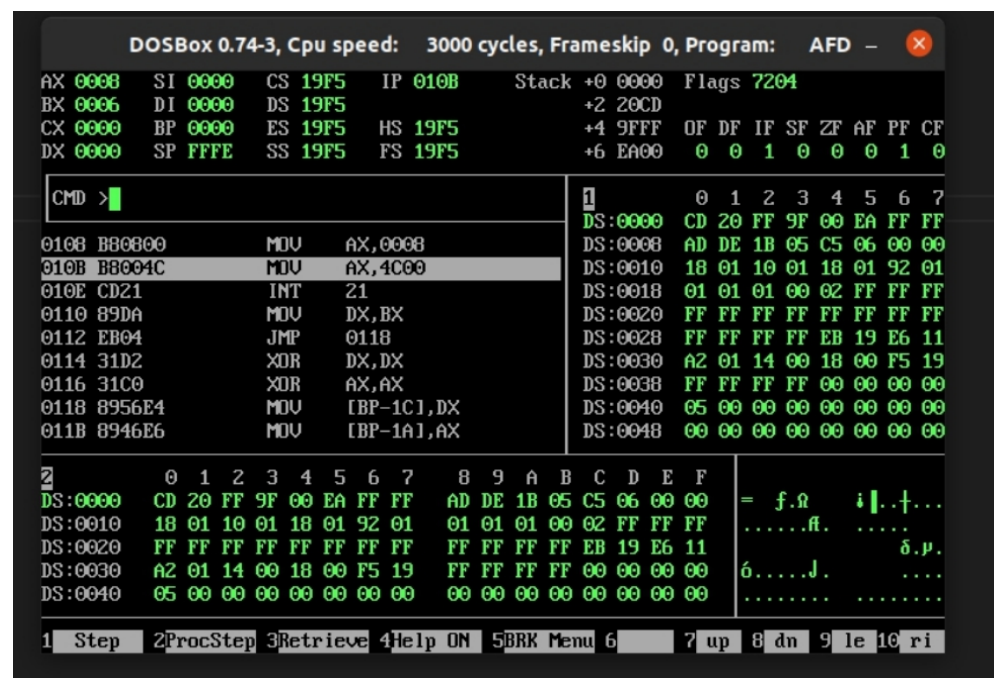 DOSBox 0.74-3, Cpu speed: 3000 cycles, Frameskip 0, Program: AFD
AX 0008 SI 0000 CS 19F5 IP 010B Stack +0 0000 Flags 7204
BX 0006 DI 0000 DS 19F5 +2 20CD
CX 0000 BP 0000 ES 19F5 HS 19F5 +4 9FFF OF DF IF SF ZF AF PF CF
DX 0000 SP FFFE SS 19F5 FS 19F5 +6 EA00 0 0 1 0 0 0 1 0
CMD >
1 0 1 2 3 4 5 6 7
DS:0000 CD 20 FF 9F 00 EA FF FF
0108 B80800 MOV AX,0008 DS:0008 AD DE 1B 05 C5 06 00 00
010B B8004C MOV AX,4C00 DS:0010 18 01 10 01 18 01 92 01
010E CD21 INT 21 DS:0018 01 01 01 00 02 FF FF FF
0110 89DA MOV DX,BX DS:0020 FF FF FF FF FF FF FF FF
0112 EB04 JMP 0118 DS:0028 FF FF FF FF EB 19 E6 11
0114 31D2 XOR DX,DX DS:0030 A2 01 14 00 18 00 F5 19
0116 31C0 XOR AX,AX DS:0038 FF FF FF FF 00 00 00 00
0118 8956E4 MOV [BP-1C],DX DS:0040 05 00 00 00 00 00 00 00
011B 8946E6 MOV [BP-1A],AX DS:0048 00 00 00 00 00 00 00 00
2 0 1 2 3 4 5 6 7 8 9 A B C D E F
DS:0000 CD 20 FF 9F 00 EA FF FF AD DE 1B 05 C5 06 00 00 = ƒ.Ω ¡▐..┼...
DS:0010 18 01 10 01 18 01 92 01 01 01 01 00 02 FF FF FF ......Æ. .....
DS:0020 FF FF FF FF FF FF FF FF FF FF FF FF EB 19 E6 11 δ.µ.
DS:0030 A2 01 14 00 18 00 F5 19 FF FF FF FF 00 00 00 00 ó.....⌡. ....
DS:0040 05 00 00 00 00 00 00 00 00 00 00 00 00 00 00 00 ........ ........
1 Step 2ProcStep 3Retrieve 4Help ON 5BRK Menu 6 7 up 8 dn 9 le 10 ri